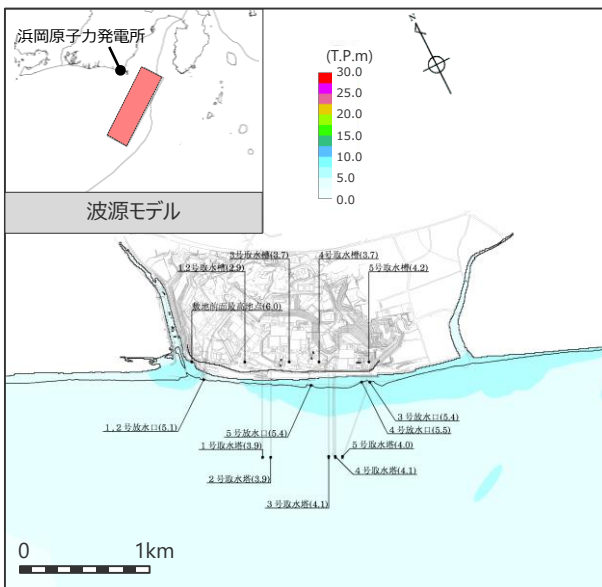 浜岡原子力発電所
波源モデル
N
(T.P.m)
30.0
25.0
20.0
15.0
10.0
5.0
0.0
3号取水槽(3.7)
4号取水槽(3.7)
1,2号取水槽(2.9)
5号取水槽(4.2)
敷地前面最高地点(6.0)
1,2号放水口(5.1)
5号放水口(5.4)
3号放水口(5.4)
4号放水口(5.5)
1号取水塔(3.9)
5号取水塔(4.0)
2号取水塔(3.9)
4号取水塔(4.1)
3号取水塔(4.1)
0 1km